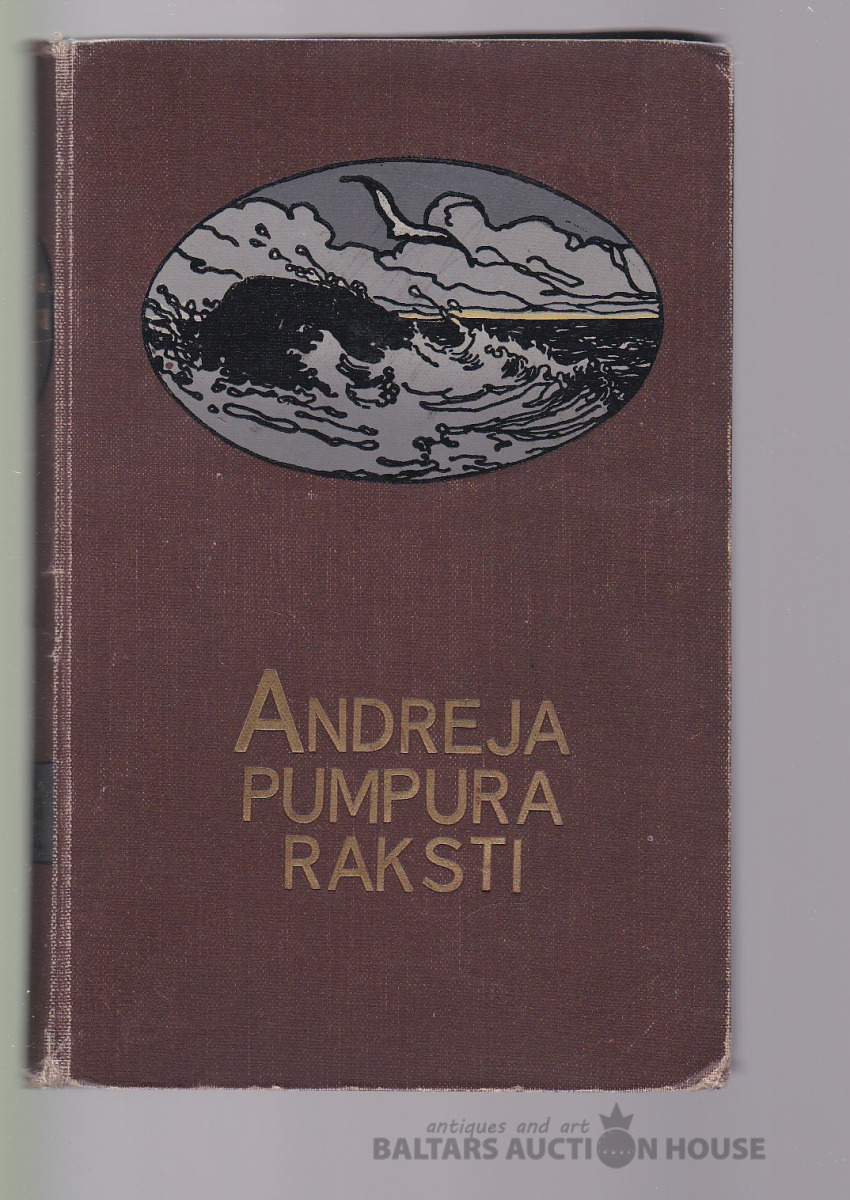 ANDREJA
PUMPURA
RAKSTI
antiques and art
BALTARS AUCTION HOUSE